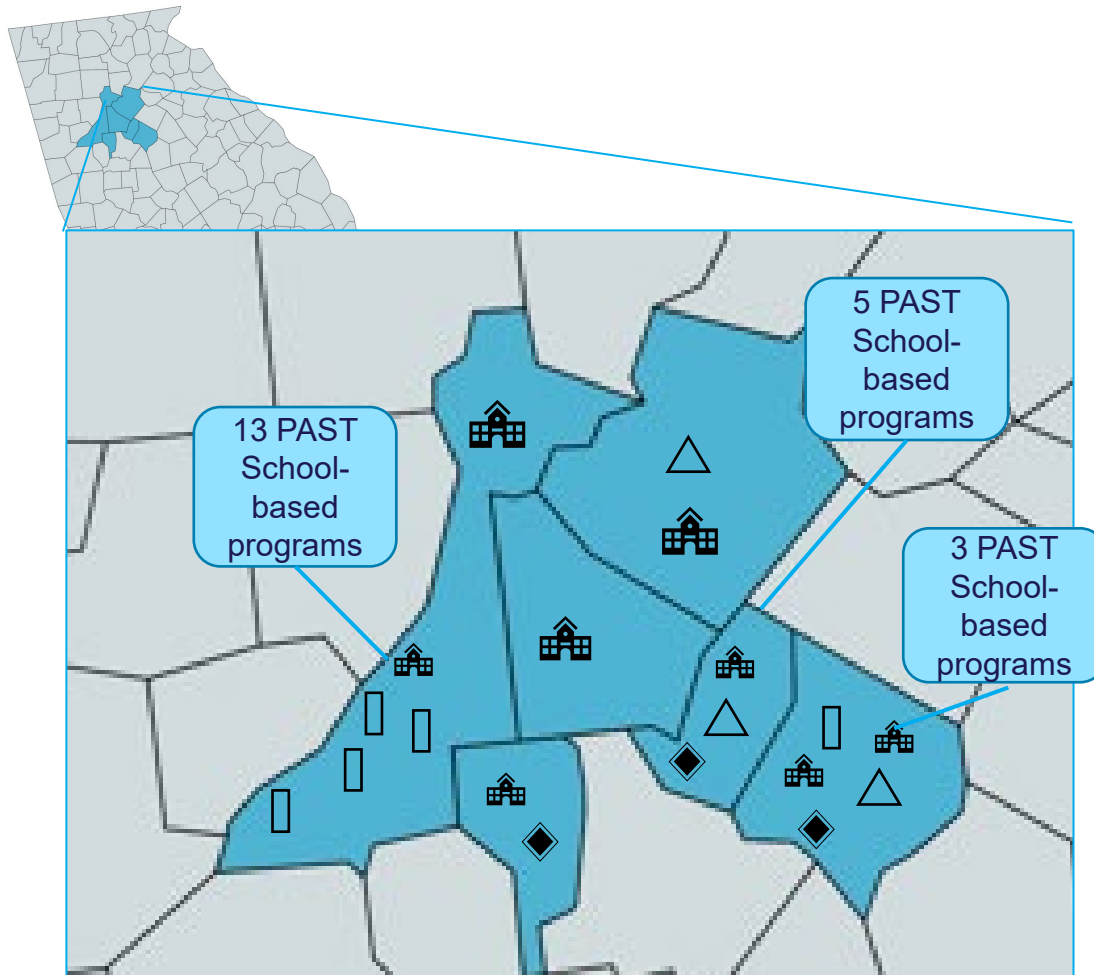 5 PAST
School-
based
programs
13 PAST
School-
based
programs
3 PAST
School-
based
programs